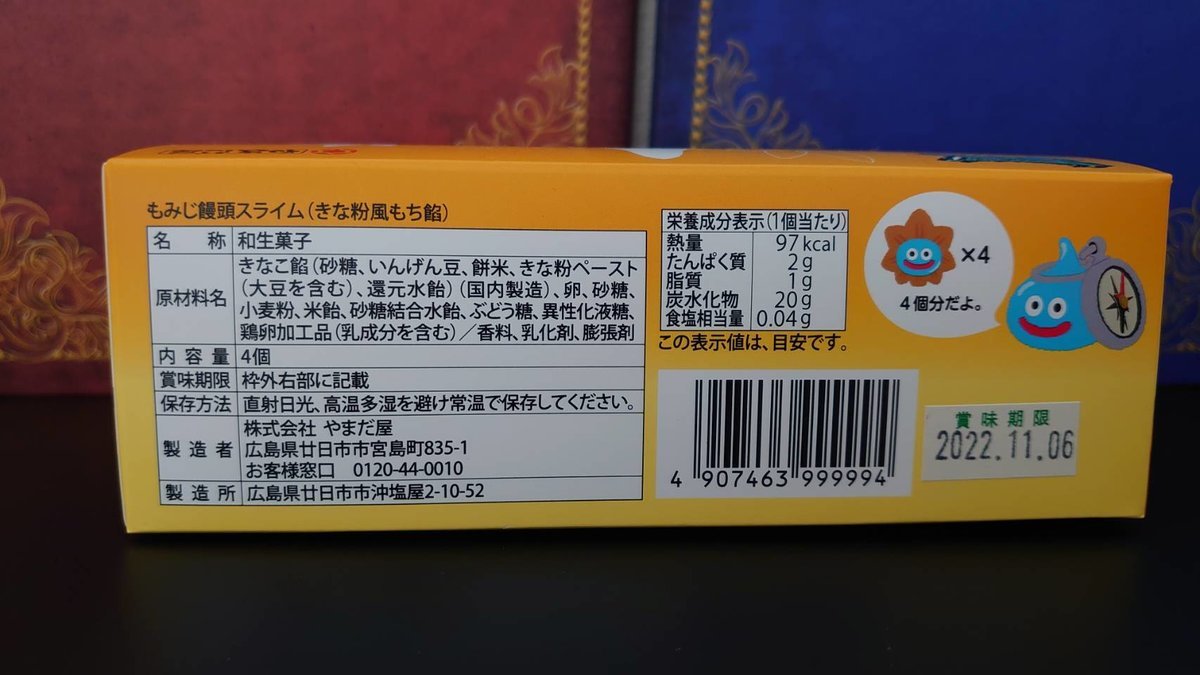 もみじ饅頭スライム(きな粉風もち餡)
名称 和生菓子
原材料名 きなこ餡(砂糖、いんげん豆、餅米、きな粉ペースト
(大豆を含む)、還元水飴)(国内製造)、卵、砂糖、
小麦粉、米飴、砂糖結合水飴、ぶどう糖、異性化液糖、
鶏卵加工品(乳成分を含む)/香料、乳化剤、膨張剤
内容量 4個
賞味期限 枠外右部に記載
保存方法 直射日光、高温多湿を避け常温で保存してください。
製造者 株式会社 やまだ屋
広島県廿日市市宮島町835-1
お客様窓口 0120-44-0010
製造所 広島県廿日市市沖塩屋2-10-52
栄養成分表示(1個当たり)
熱量 97kcal
たんぱく質 2g
脂質 1g
炭水化物 20g
食塩相当量 0.04g
この表示値は、目安です。
4 907463 999994
×4
4個分だよ。
賞味期限
2022.11.06